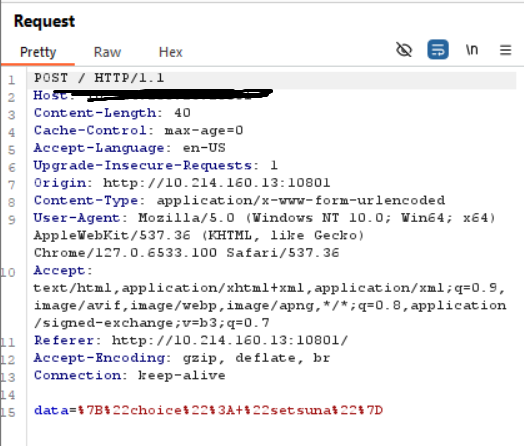 Request
Pretty Raw Hex \n
1 POST / HTTP/1.1
2 Host:
3 Content-Length: 40
4 Cache-Control: max-age=0
5 Accept-Language: en-US
6 Upgrade-Insecure-Requests: 1
7 Origin: http://10.214.160.13:10801
8 Content-Type: application/x-www-form-urlencoded
9 User-Agent: Mozilla/5.0 (Windows NT 10.0; Win64; x64)
AppleWebKit/537.36 (KHTML, like Gecko)
Chrome/127.0.6533.100 Safari/537.36
10 Accept:
text/html,application/xhtml+xml,application/xml;q=0.9,
image/avif,image/webp,image/apng,*/*;q=0.8,application
/signed-exchange;v=b3;q=0.7
11 Referer: http://10.214.160.13:10801/
12 Accept-Encoding: gzip, deflate, br
13 Connection: keep-alive
14
15 data=%7B%22choice%22%3A+%22setsuna%22%7D